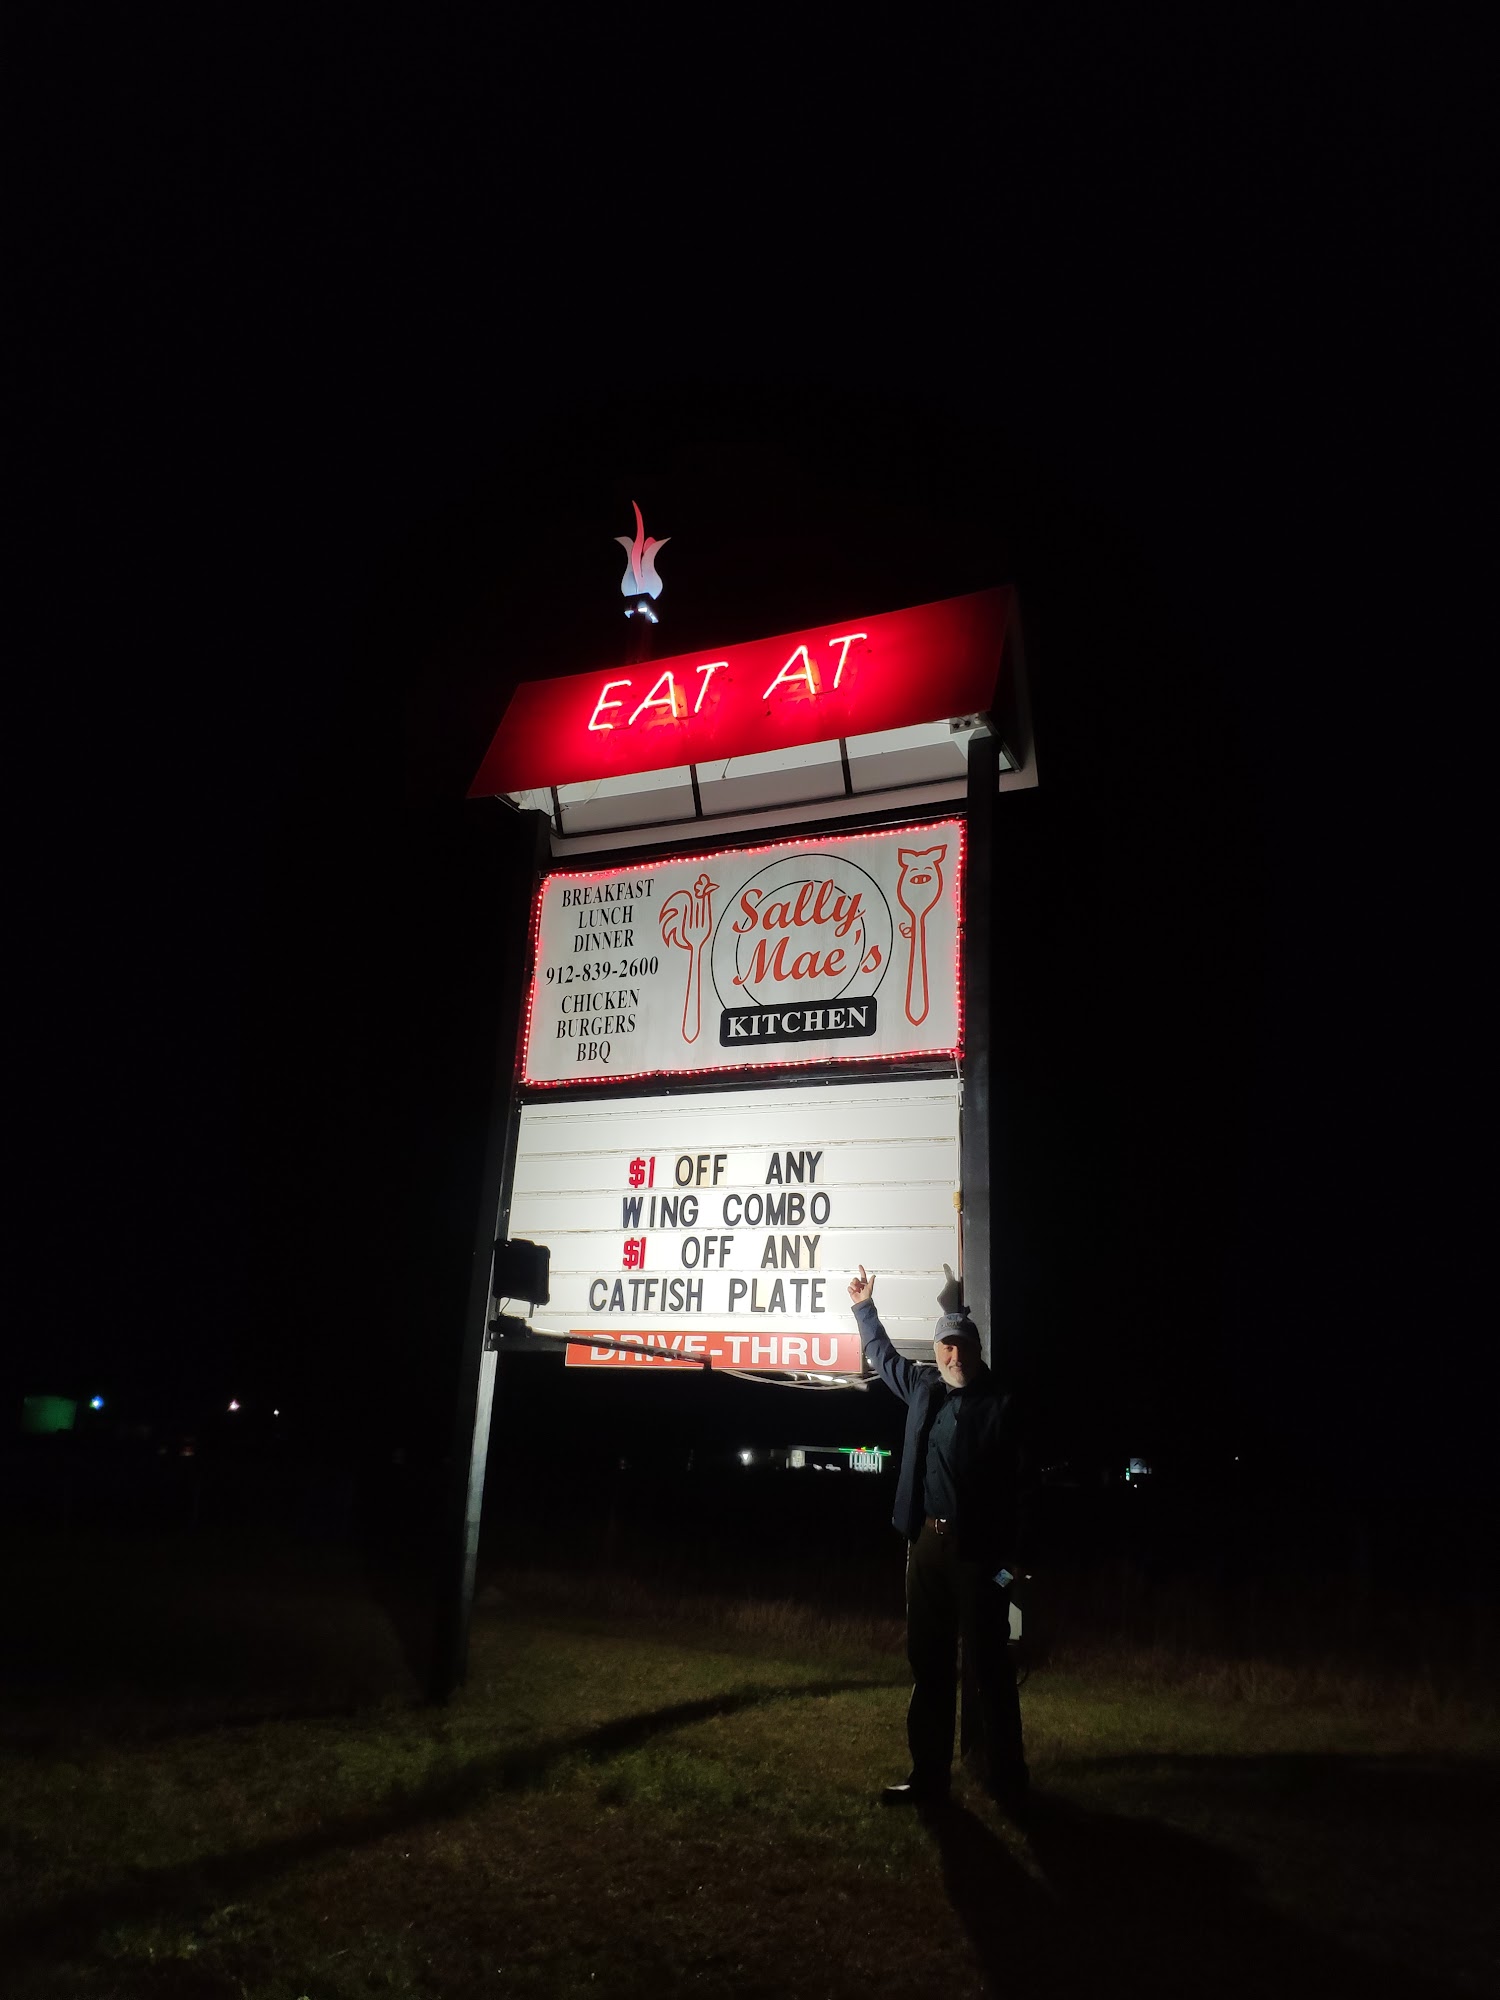 EAT AT
BREAKFAST
LUNCH
DINNER
912-839-2600
CHICKEN
BURGERS
BBQ
Sally
Mae's
KITCHEN
$1 OFF ANY
WING COMBO
$1 OFF ANY
CATFISH PLATE
DRIVE-THRU